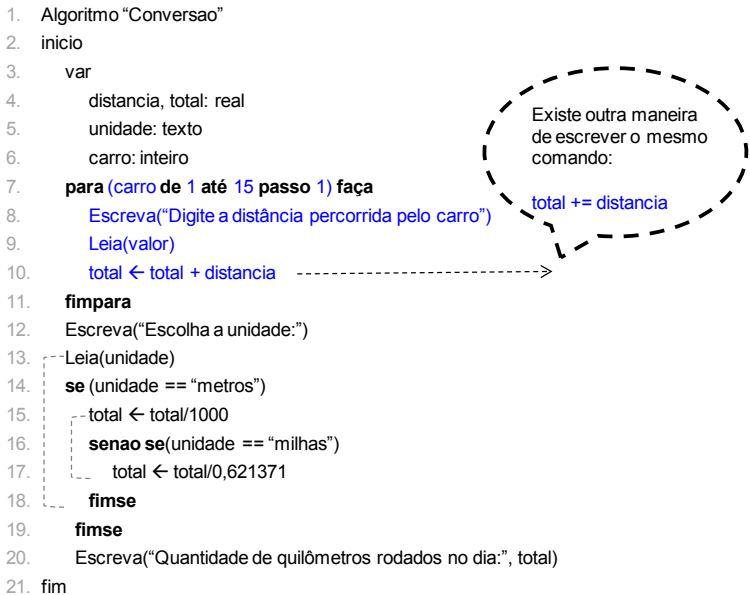 1. Algoritmo “Conversao”
2. inicio
3. var
4. distancia, total: real
5. unidade: texto
6. carro: inteiro
7. para (carro de 1 até 15 passo 1) faça
8. Escreva(“Digite a distância percorrida pelo carro”)
9. Leia(valor)
10. total ← total + distancia
11. fimpara
12. Escreva(“Escolha a unidade:”)
13. Leia(unidade)
14. se (unidade == “metros”)
15. total ← total/1000
16. senao se(unidade == “milhas”)
17. total ← total/0,621371
18. fimse
19. fimse
20. Escreva(“Quantidade de quilômetros rodados no dia:”, total)
21. fim
Existe outra maneira
de escrever o mesmo
comando:
total += distancia